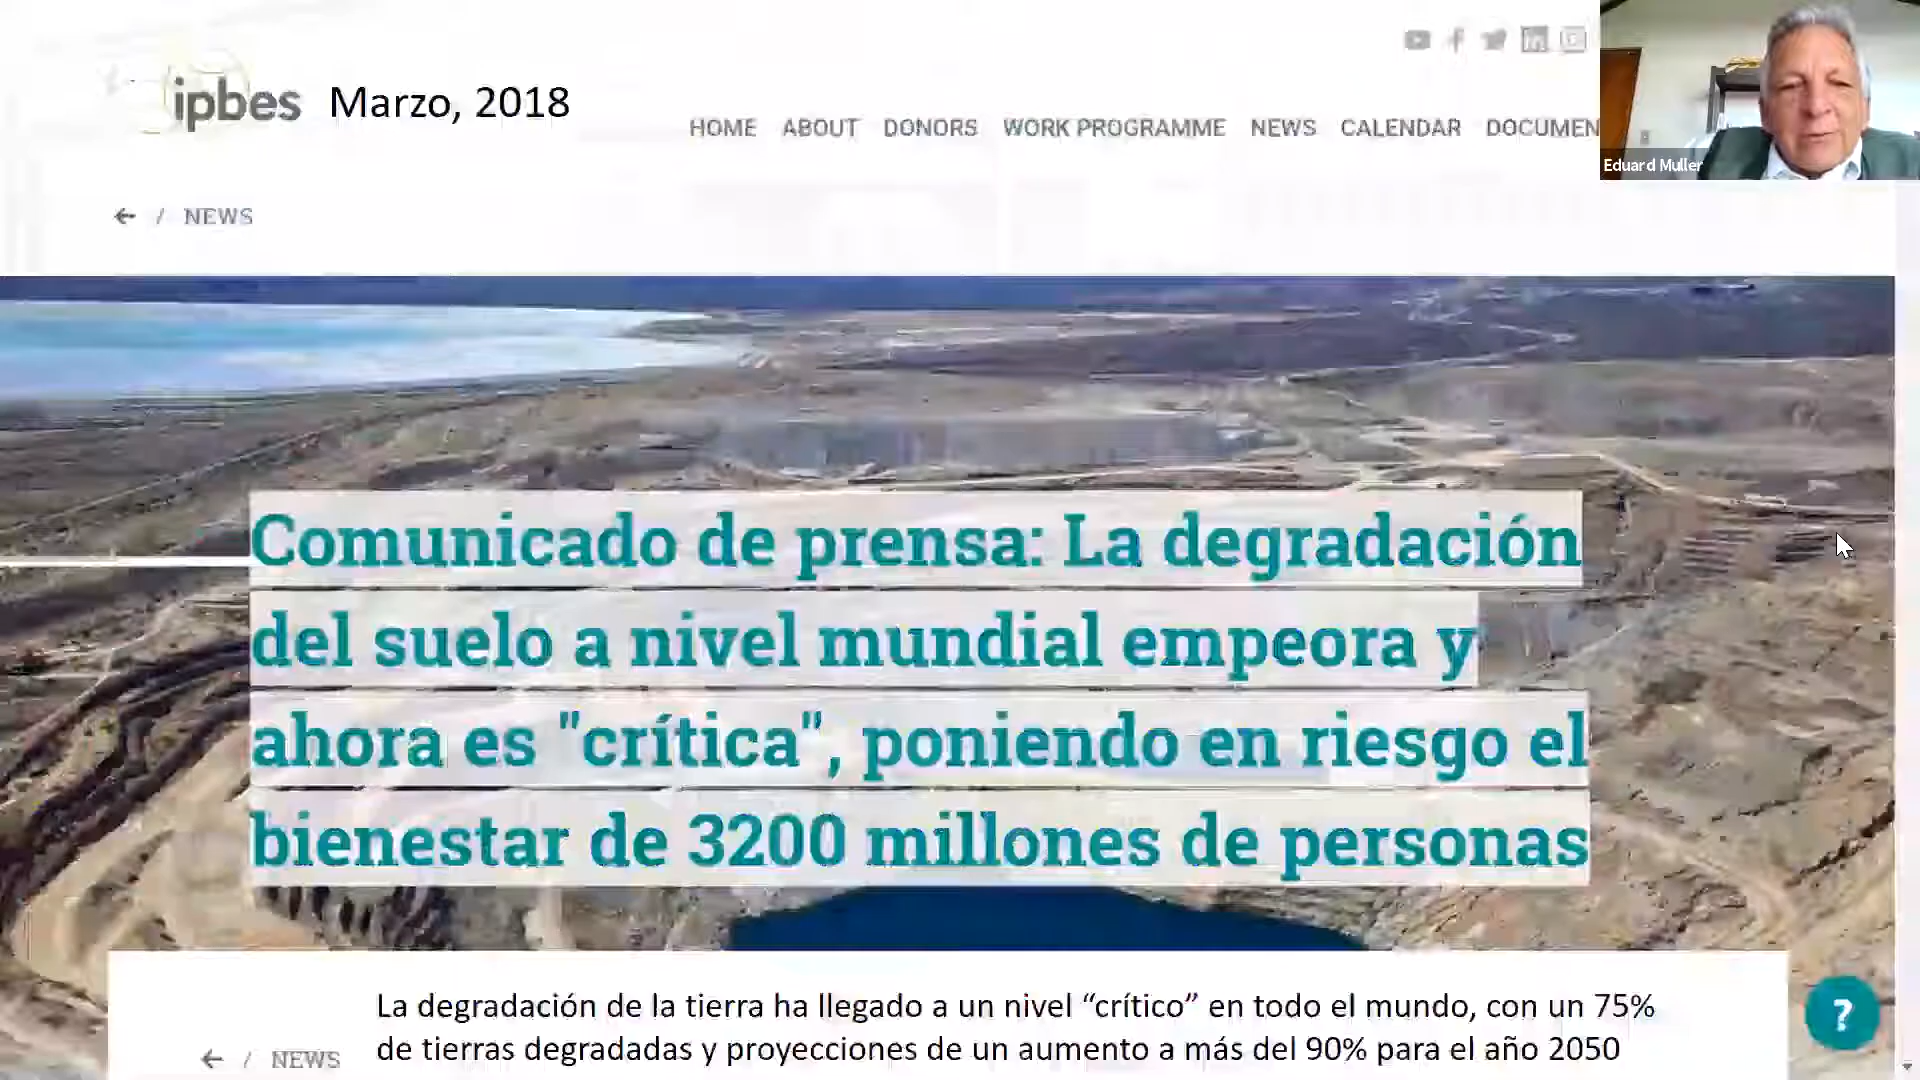 ipbes Marzo, 2018
HOME ABOUT DONORS WORK PROGRAMME NEWS CALENDAR DOCUMEN
Eduard Muller
← / NEWS
Comunicado de prensa: La degradación
del suelo a nivel mundial empeora y
ahora es "crítica", poniendo en riesgo el
bienestar de 3200 millones de personas
La degradación de la tierra ha llegado a un nivel “crítico” en todo el mundo, con un 75%
de tierras degradadas y proyecciones de un aumento a más del 90% para el año 2050
← / NEWS
?